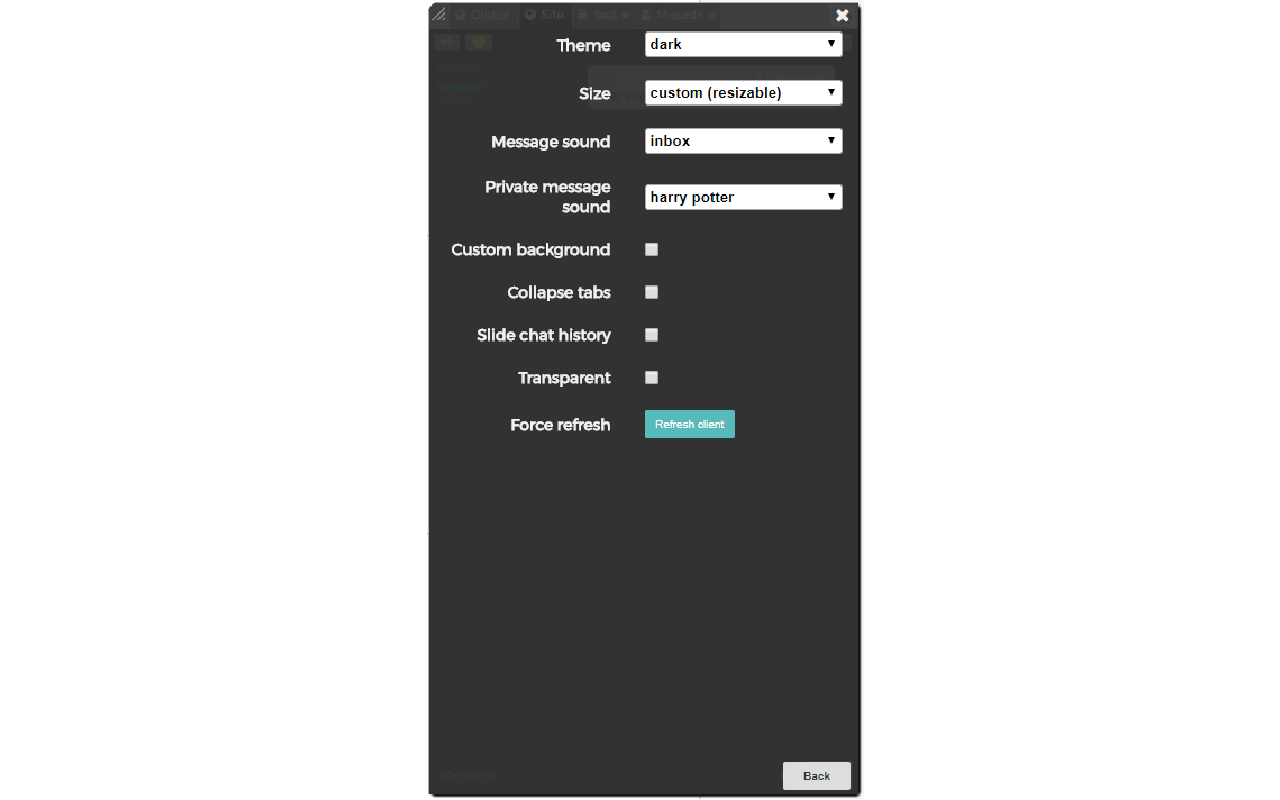 Global Site test Masada
Theme dark
Size custom (resizable)
Message sound inbox
Private message
sound harry potter
Custom background
Collapse tabs
Slide chat history
Transparent
Force refresh Refresh client
Message
Back